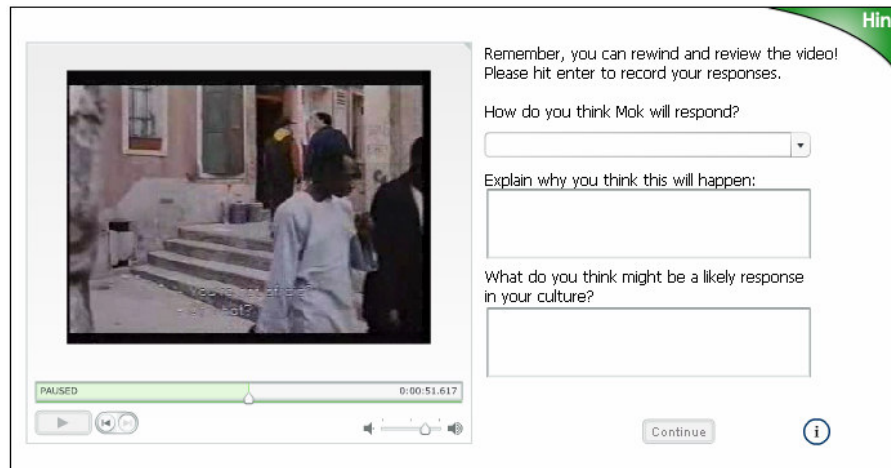 Hin
Remember, you can rewind and review the video!
Please hit enter to record your responses.
How do you think Mok will respond?
Explain why you think this will happen:
What do you think might be a likely response
in your culture?
PAUSED 0:00:51.617
Continue
i